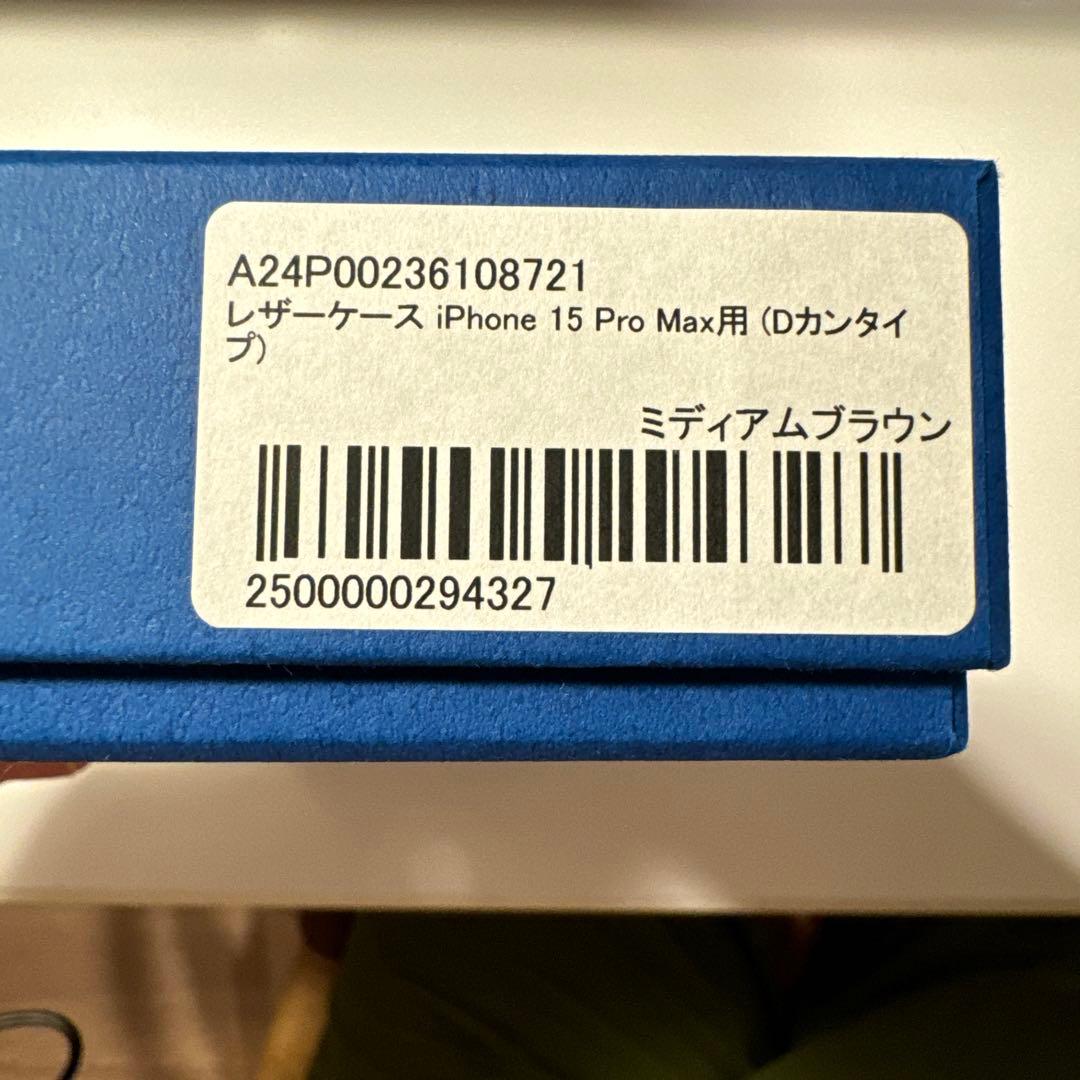 A24P00236108721
レザーケース iPhone 15 Pro Max用 (Dカンタイ
プ)
ミディアムブラウン
2500000294327